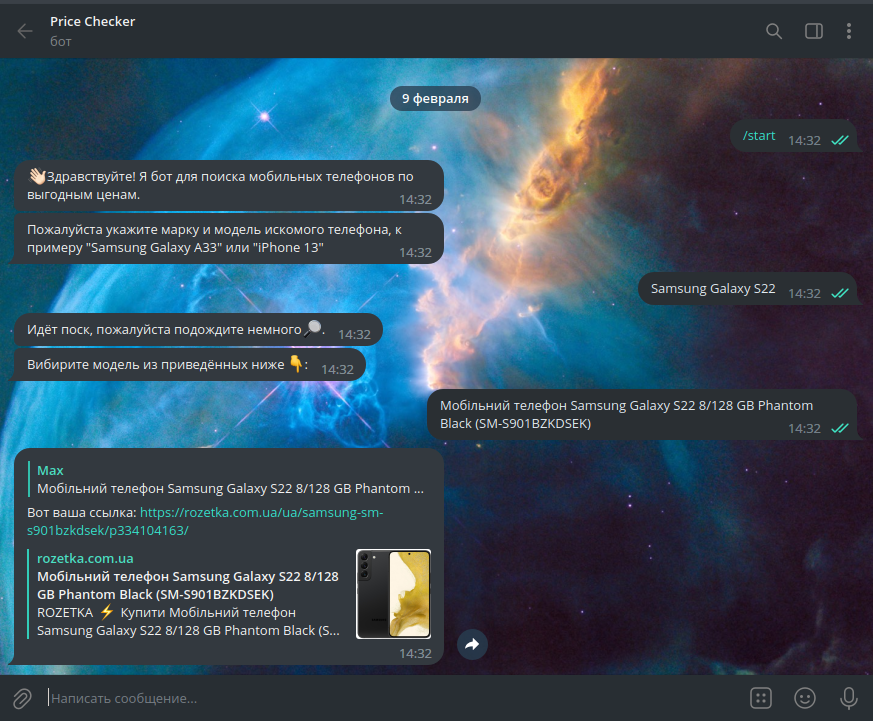 Price Checker
бот
9 февраля
/start 14:32
👋🏻Здравствуйте! Я бот для поиска мобильных телефонов по
выгодным ценам. 14:32
Пожалуйста укажите марку и модель искомого телефона, к
примеру "Samsung Galaxy A33" или "iPhone 13" 14:32
Samsung Galaxy S22 14:32
Идёт поск, пожалуйста подождите немного🔎. 14:32
Вибирите модель из приведённых ниже 👇: 14:32
Мобільний телефон Samsung Galaxy S22 8/128 GB Phantom
Black (SM-S901BZKDSEK) 14:32
Max
Мобільний телефон Samsung Galaxy S22 8/128 GB Phantom ...
Вот ваша ссылка: https://rozetka.com.ua/ua/samsung-sm-
s901bzkdsek/p334104163/
rozetka.com.ua
Мобільний телефон Samsung Galaxy S22 8/128
GB Phantom Black (SM-S901BZKDSEK)
ROZETKA ⚡ Купити Мобільний телефон
Samsung Galaxy S22 8/128 GB Phantom Black (S...
14:32
Написать сообщение...